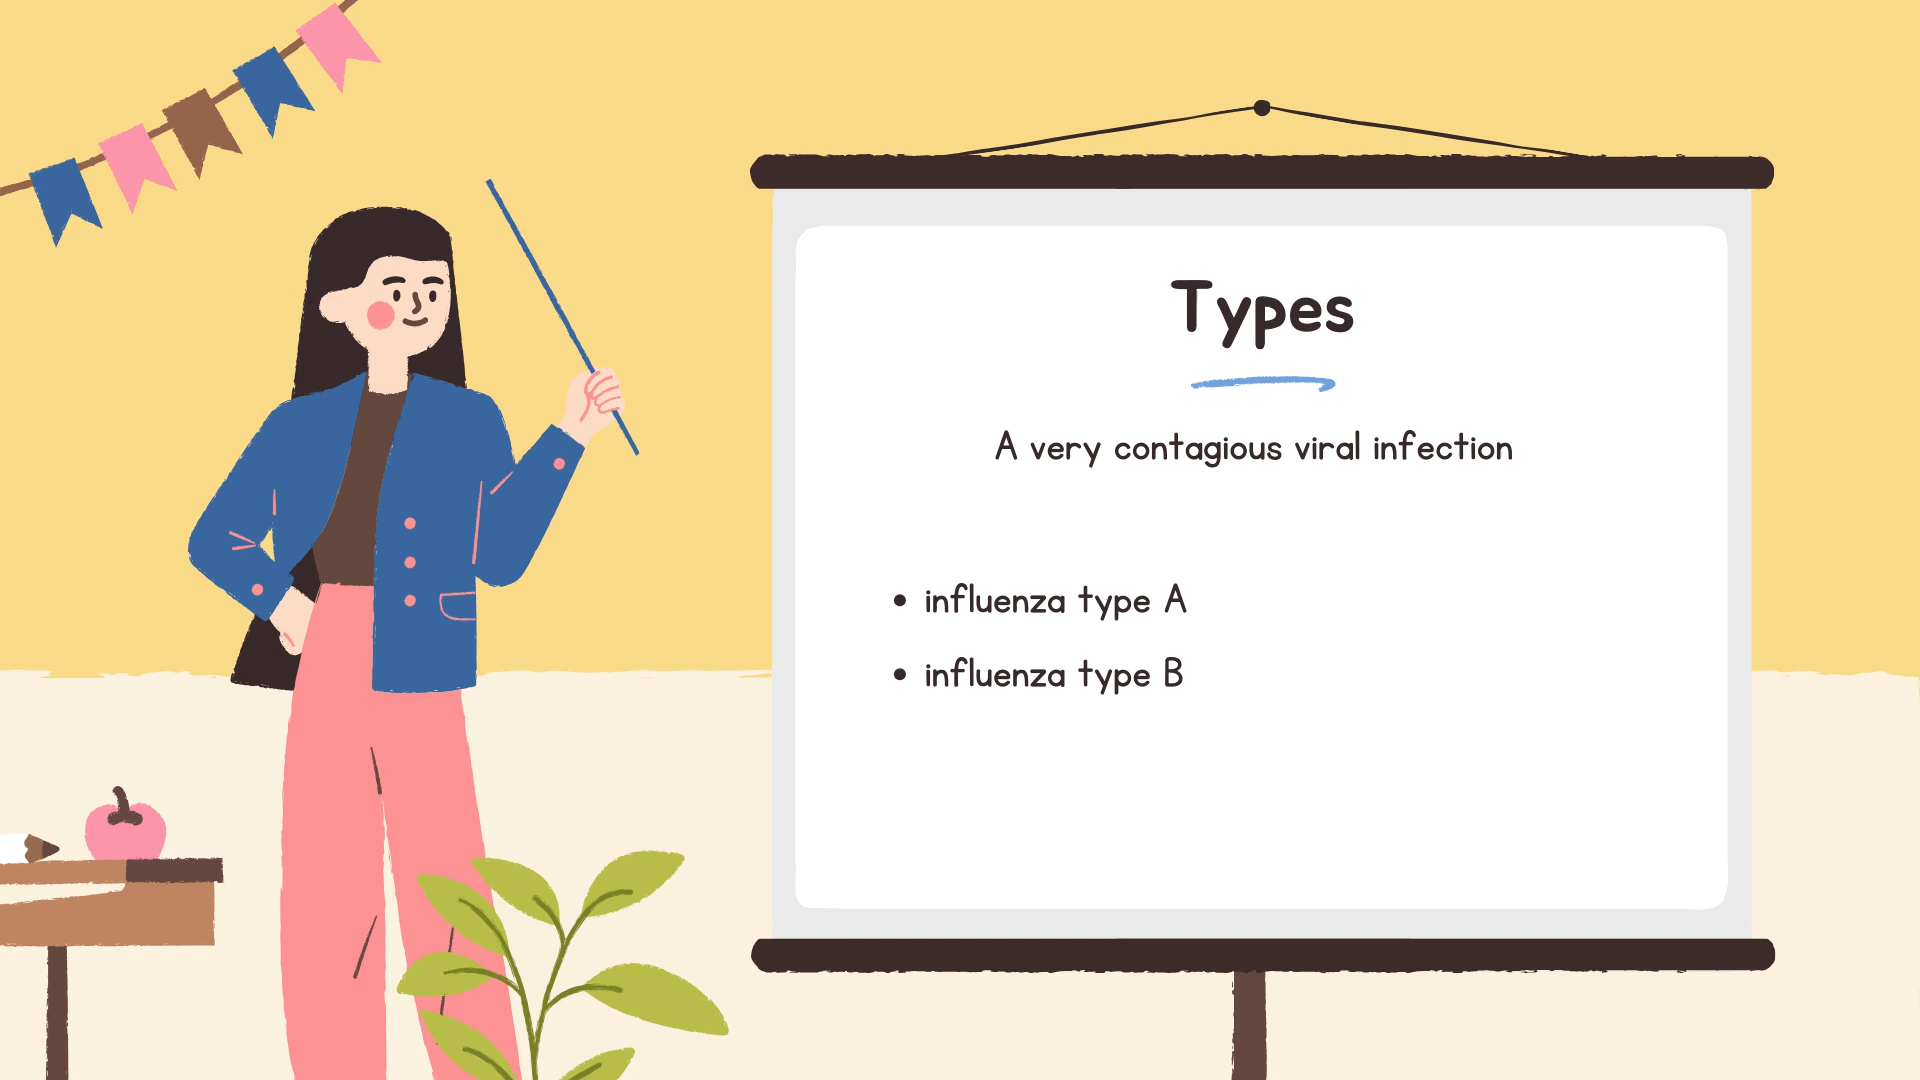 Types
A very contagious viral infection
• influenza type A
• influenza type B